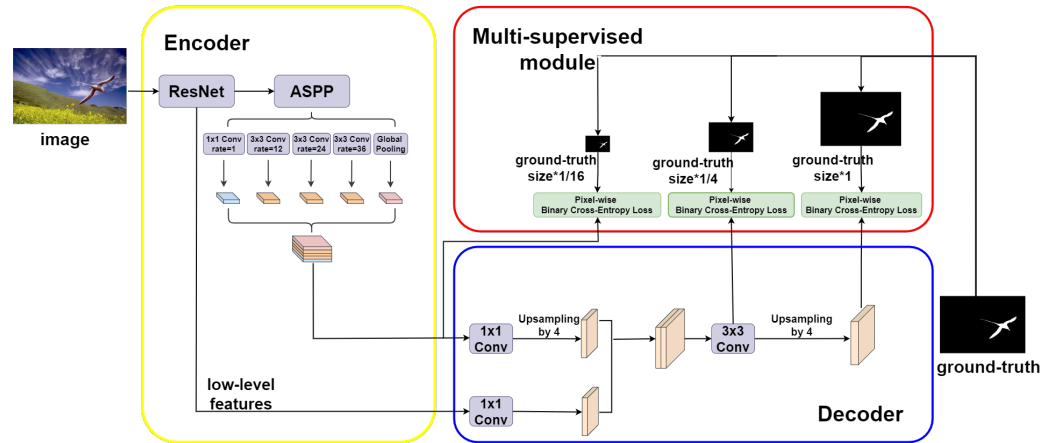 Encoder
Multi-supervised
module
image
ResNet
ASPP
1x1 Conv
rate=1
3x3 Conv
rate=12
3x3 Conv
rate=24
3x3 Conv
rate=36
Global
Pooling
ground-truth
size*1/16
ground-truth
size*1/4
ground-truth
size*1
Pixel-wise
Binary Cross-Entropy Loss
Pixel-wise
Binary Cross-Entropy Loss
Pixel-wise
Binary Cross-Entropy Loss
1x1
Conv
Upsampling
by 4
3x3
Conv
Upsampling
by 4
ground-truth
low-level
features
1x1
Conv
Decoder